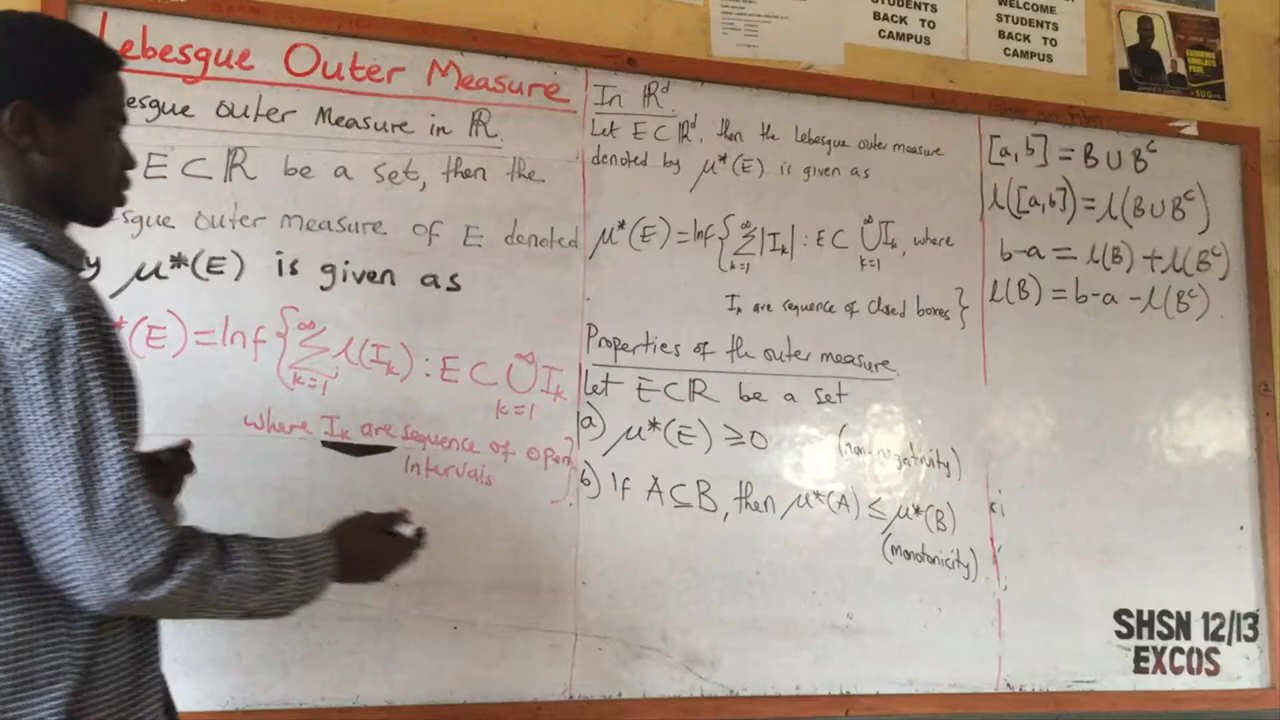 STUDENTS
BACK TO
CAMPUS
WELCOME
STUDENTS
BACK TO
CAMPUS
SUG
Lebesgue Outer Measure
esgue outer Measure in ℝ.
E ⊂ ℝ be a set, then the
sgue outer measure of E denoted
y μ*(E) is given as
*(E) = Inf { ∞∑k=1 l(I_k) : E ⊂ ∞⋃k=1 I_k
where I_k are sequence of open
Intervals }.
In ℝ^d
Let E ⊂ ℝ^d, then the Lebesgue outer measure
denoted by μ*(E) is given as
μ*(E) = Inf { ∞∑k=1 |I_k| : E ⊂ ∞⋃k=1 I_k, where
I_k are sequence of closed boxes }
Properties of the outer measure
Let E ⊂ ℝ be a set
a) μ*(E) ≥ 0 (non-negativity)
b) If A ⊆ B, then μ*(A) ≤ μ*(B)
(monotonicity)
[a,b] = B ∪ B^c
l([a,b]) = l(B ∪ B^c)
b-a = l(B) + l(B^c)
l(B) = b-a - l(B^c).
SHSN 12/13
EXCOS